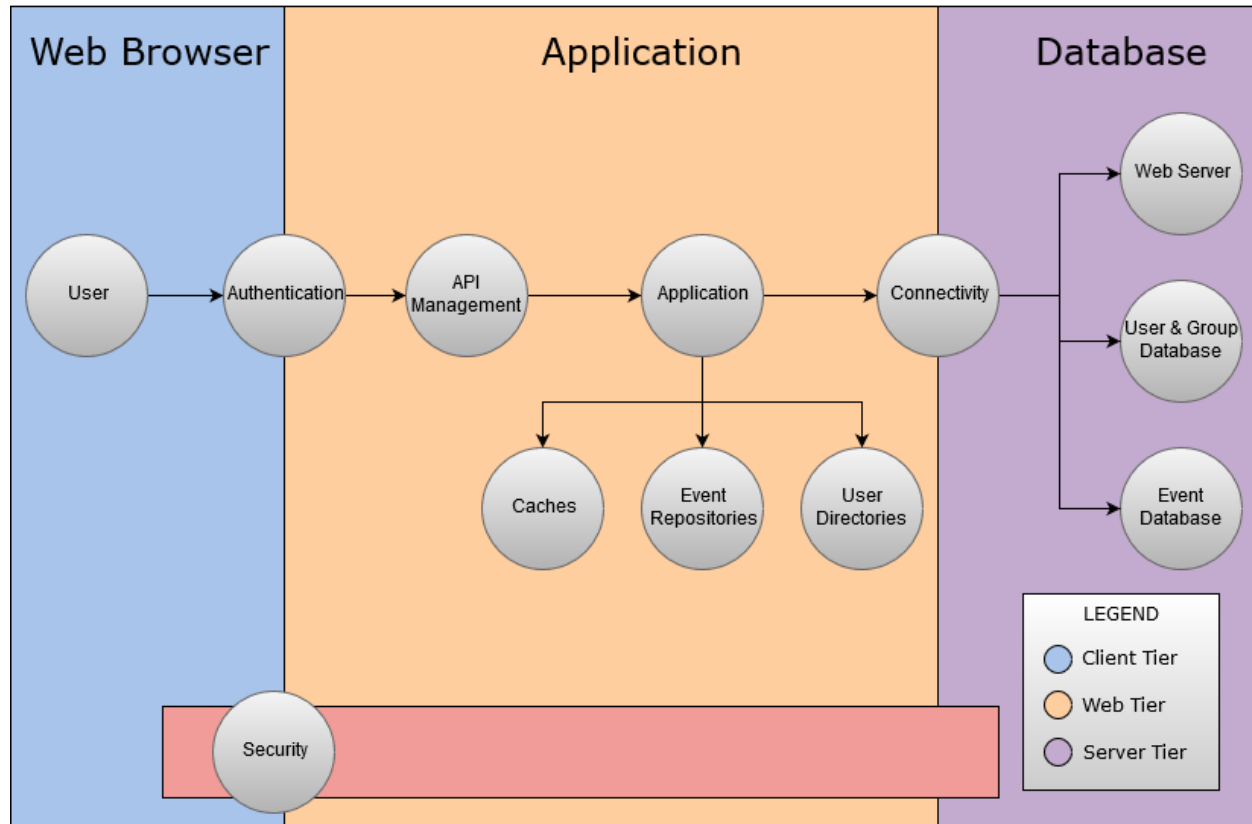 Web Browser
Application
Database
Web Server
User
Authentication
API
Management
Application
Connectivity
User & Group
Database
Caches
Event
Repositories
User
Directories
Event
Database
LEGEND
Client Tier
Web Tier
Server Tier
Security